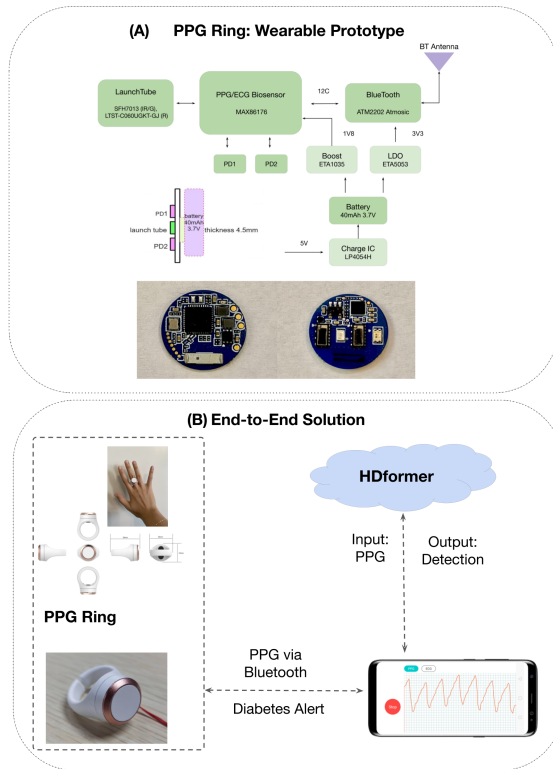 (A) PPG Ring: Wearable Prototype
BT Antenna
LaunchTube
SFH7013 (IR/G),
LTST-C060UGKT-GJ (R)
PPG/ECG Biosensor
MAX86176
12C
BlueTooth
ATM2202 Atmosic
1V8
3V3
PD1
PD2
Boost
ETA1035
LDO
ETA5053
Battery
40mAh 3.7V
PD1
launch tube
PD2
battery
40mAh
3.7V
thickness 4.5mm
5V
Charge IC
LP4054H
(B) End-to-End Solution
HDformer
Input:
PPG
Output:
Detection
PPG Ring
PPG via
Bluetooth
Diabetes Alert